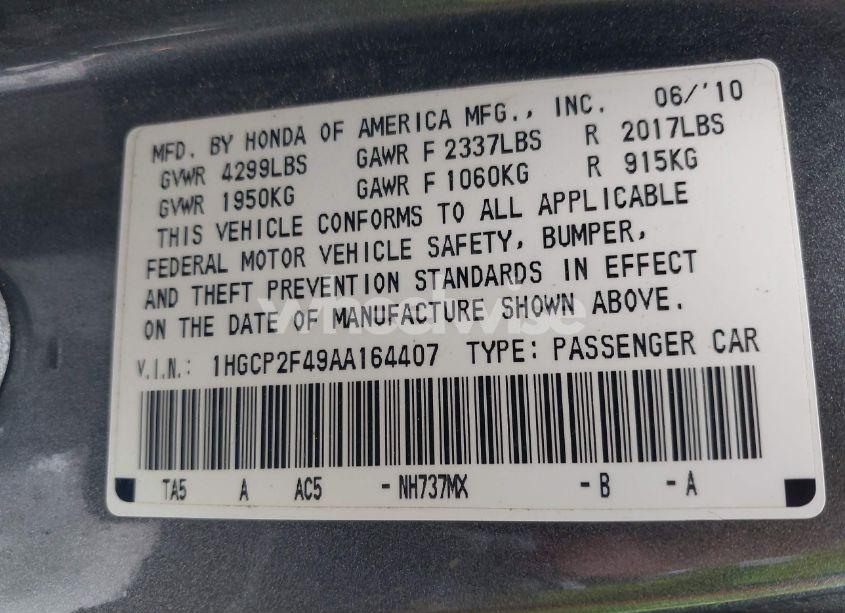 MFD. BY HONDA OF AMERICA MFG., INC. 06/'10
GVWR 4299LBS GAWR F 2337LBS R 2017LBS
GVWR 1950KG GAWR F 1060KG R 915KG
THIS VEHICLE CONFORMS TO ALL APPLICABLE
FEDERAL MOTOR VEHICLE SAFETY, BUMPER,
AND THEFT PREVENTION STANDARDS IN EFFECT
ON THE DATE OF MANUFACTURE SHOWN ABOVE.
wheelwise
V.I.N.: 1HGCP2F49AA164407 TYPE: PASSENGER CAR
TA5 A AC5 -NH737MX -B -A